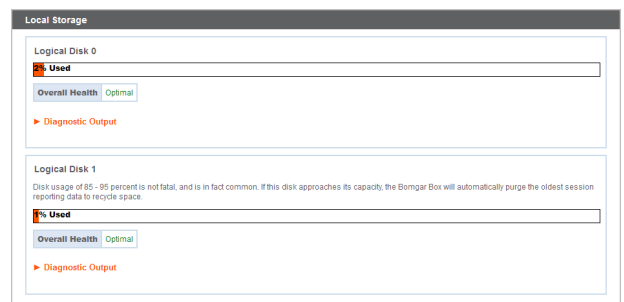 Local Storage
Logical Disk 0
2% Used
Overall Health Optimal
► Diagnostic Output
Logical Disk 1
Disk usage of 85 - 95 percent is not fatal, and is in fact common. If this disk approaches its capacity, the Bomgar Box will automatically purge the oldest session
reporting data to recycle space.
1% Used
Overall Health Optimal
► Diagnostic Output